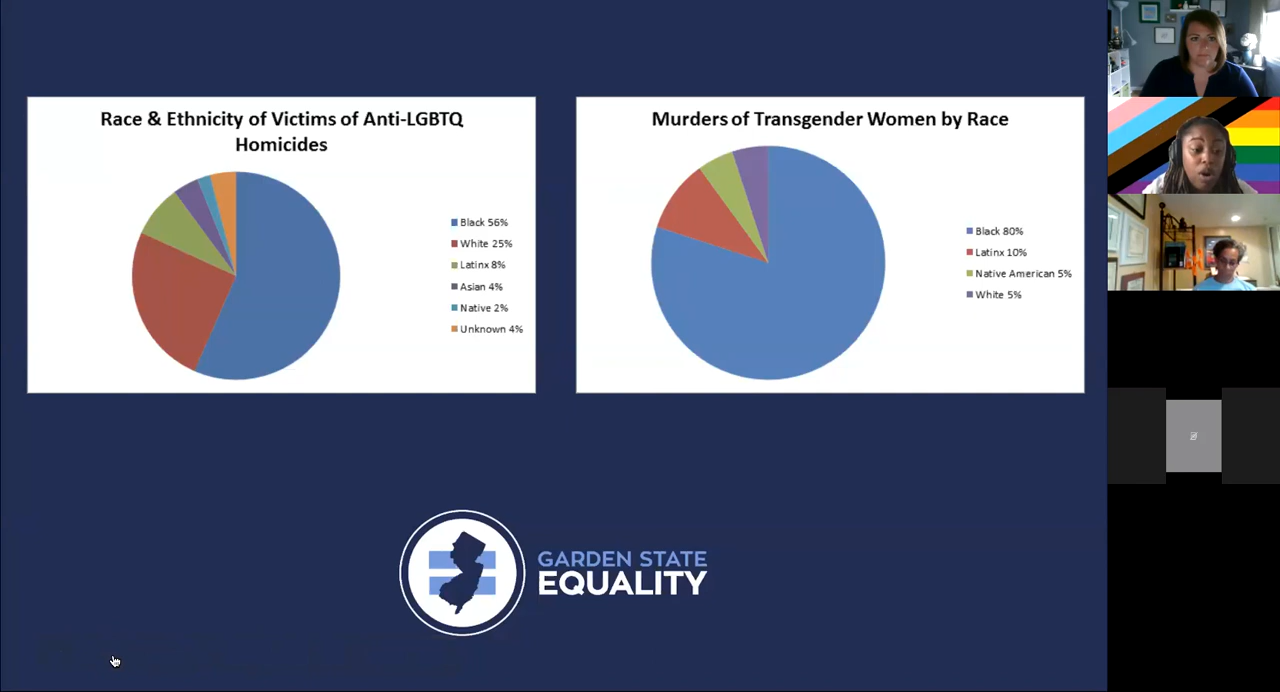 Race & Ethnicity of Victims of Anti-LGBTQ
Homicides
Black 56%
White 25%
Latinx 8%
Asian 4%
Native 2%
Unknown 4%
Murders of Transgender Women by Race
Black 80%
Latinx 10%
Native American 5%
White 5%
GARDEN STATE
EQUALITY